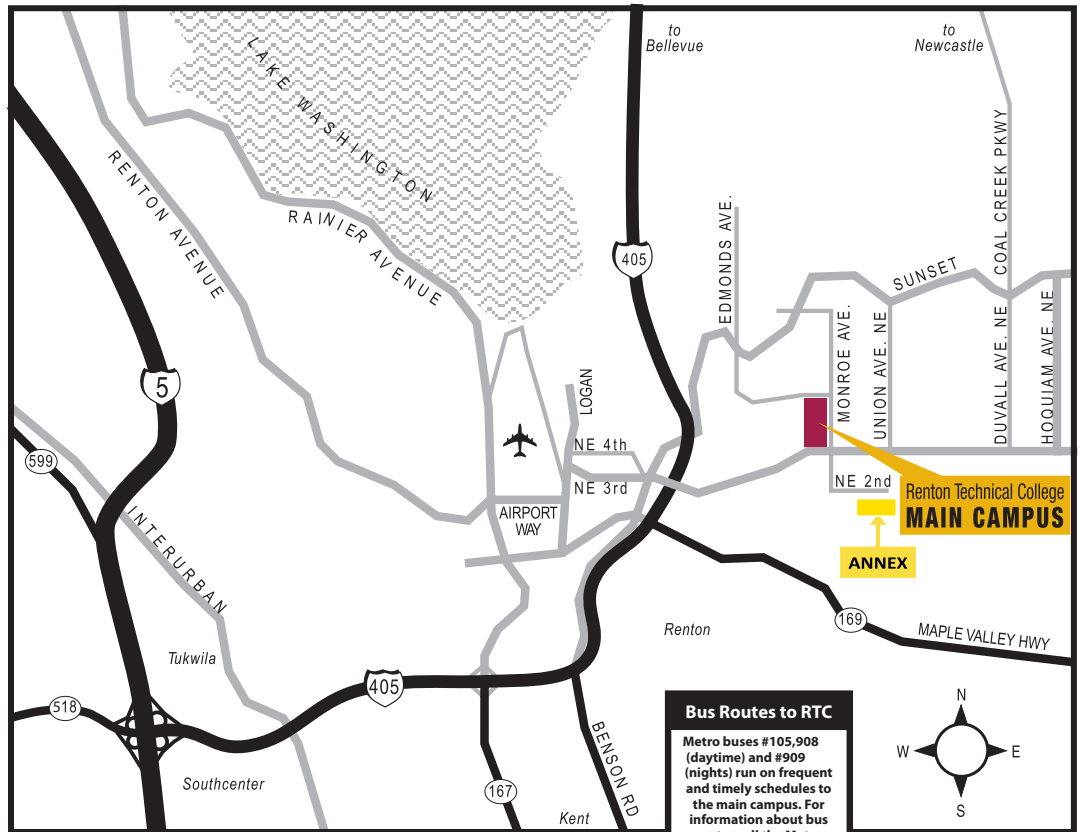 to
Bellevue
to
Newcastle
LAKE WASHINGTON
RENTON AVENUE
RAINIER AVENUE
405
EDMONDS AVE.
COAL CREEK PKWY
SUNSET
5
LOGAN
MONROE AVE.
UNION AVE. NE
DUVALL AVE. NE
HOQUIAM AVE. NE
599
NE 4th
NE 3rd
NE 2nd
AIRPORT
WAY
Renton Technical College
MAIN CAMPUS
ANNEX
INTERURBAN
169
MAPLE VALLEY HWY
Renton
Tukwila
405
518
Southcenter
167
BENSON RD
Kent
Bus Routes to RTC
Metro buses #105,908
(daytime) and #909
(nights) run on frequent
and timely schedules to
the main campus. For
information about bus
N
W
E
S